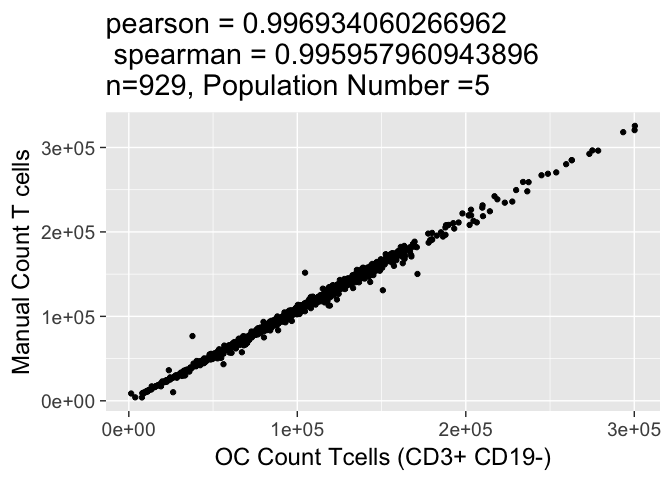 pearson = 0.996934060266962
spearman = 0.995957960943896
n=929, Population Number =5
3e+05
2e+05
1e+05
0e+00
Manual Count T cells
0e+00 1e+05 2e+05 3e+05
OC Count Tcells (CD3+ CD19-)